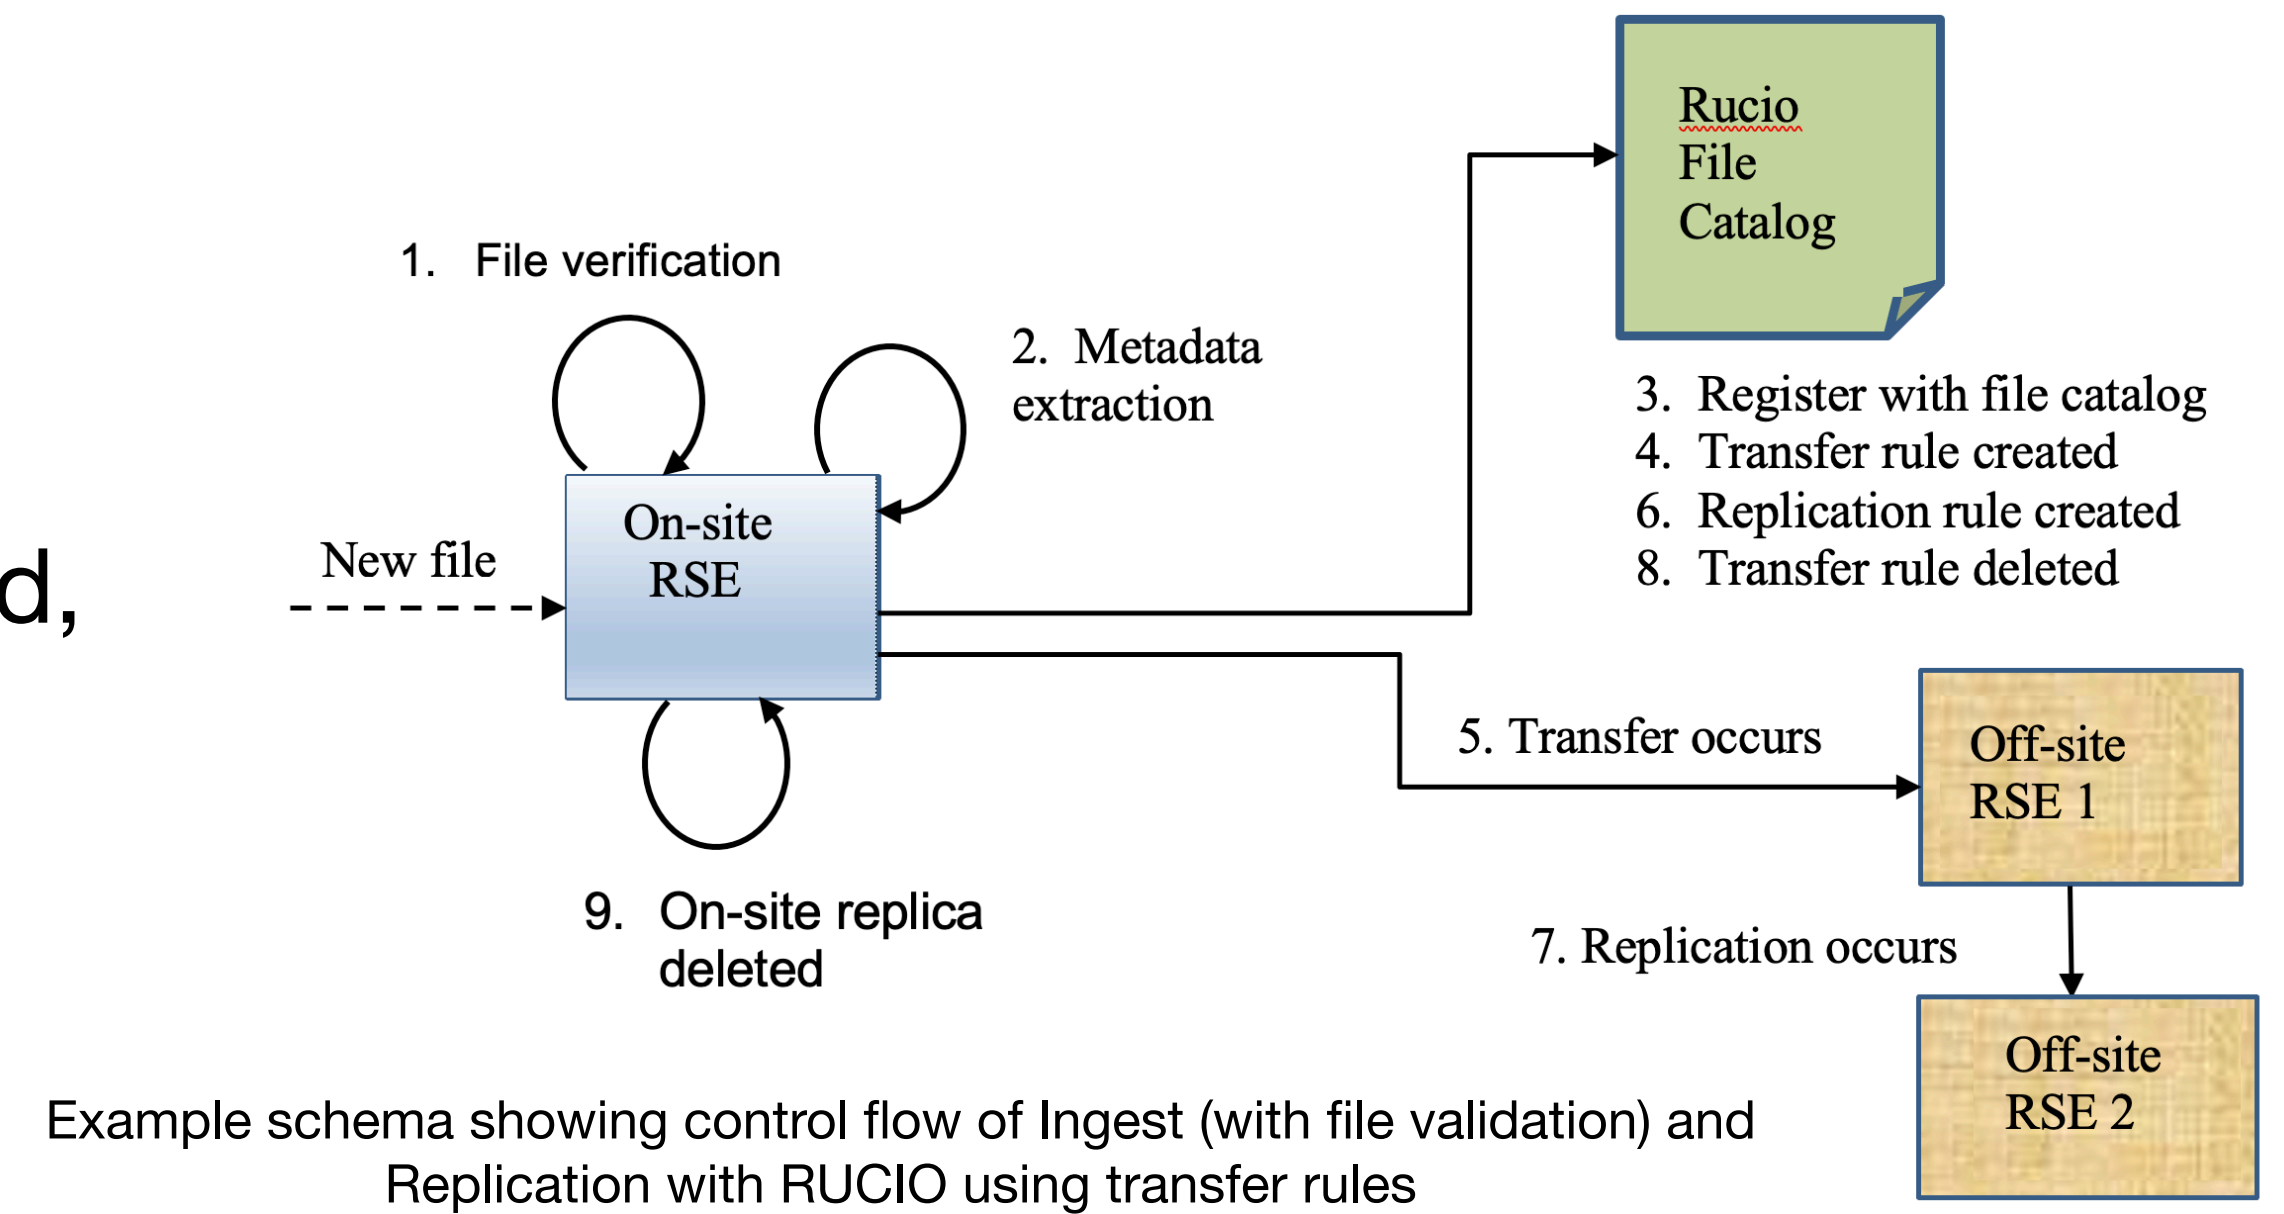 Rucio
File
Catalog
1. File verification
2. Metadata
extraction
3. Register with file catalog
4. Transfer rule created
6. Replication rule created
8. Transfer rule deleted
d,
New file
On-site
RSE
5. Transfer occurs
Off-site
RSE 1
9. On-site replica
deleted
7. Replication occurs
Off-site
RSE 2
Example schema showing control flow of Ingest (with file validation) and
Replication with RUCIO using transfer rules